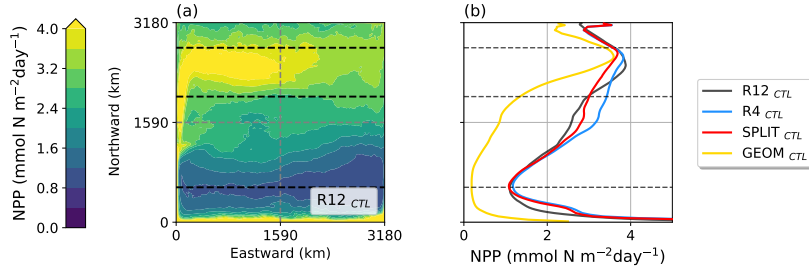 (a)
(b)
4.0
3.2
2.4
1.6
0.8
0.0
NPP (mmol N m⁻²day⁻¹)
3180
1590
0
Northward (km)
R12 CTL
0
1590
3180
Eastward (km)
0
2
4
NPP (mmol N m⁻²day⁻¹)
R12 CTL
R4 CTL
SPLIT CTL
GEOM CTL